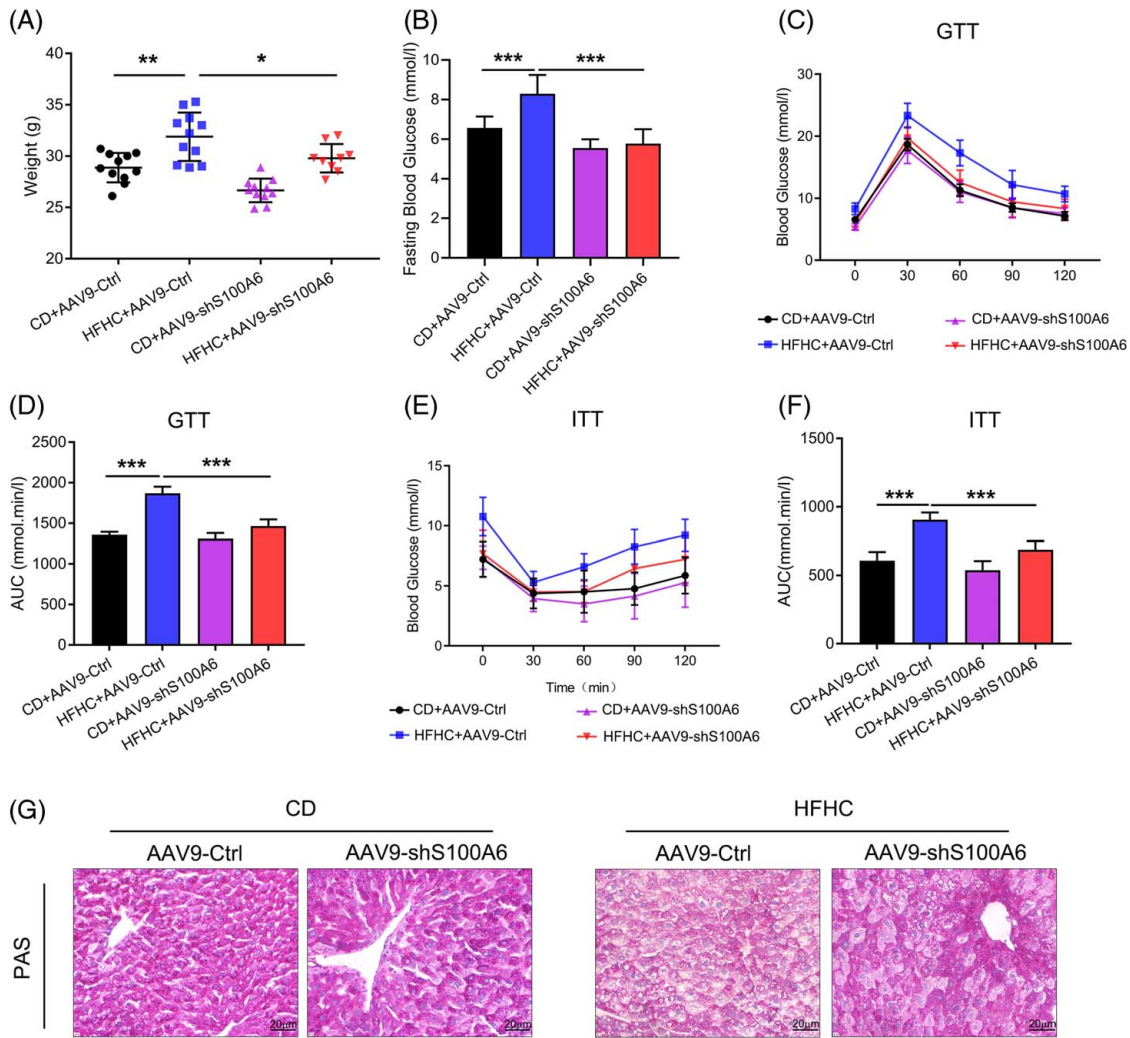 (A)
Weight (g)
40
35
30
25
20
**
*
CD+AAV9-Ctrl
HFHC+AAV9-Ctrl
CD+AAV9-shS100A6
HFHC+AAV9-shS100A6
(B)
Fasting Blood Glucose (mmol/l)
10
8
6
4
2
0
***
***
CD+AAV9-Ctrl
HFHC+AAV9-Ctrl
CD+AAV9-shS100A6
HFHC+AAV9-shS100A6
(C)
GTT
Blood Glucose (mmol/l)
30
20
10
0
0 30 60 90 120
CD+AAV9-Ctrl
CD+AAV9-shS100A6
HFHC+AAV9-Ctrl
HFHC+AAV9-shS100A6
(D)
GTT
AUC (mmol.min/l)
2500
2000
1500
1000
500
0
***
***
CD+AAV9-Ctrl
HFHC+AAV9-Ctrl
CD+AAV9-shS100A6
HFHC+AAV9-shS100A6
(E)
ITT
Blood Glucose (mmol/l)
15
10
5
0
0 30 60 90 120
Time（min）
CD+AAV9-Ctrl
CD+AAV9-shS100A6
HFHC+AAV9-Ctrl
HFHC+AAV9-shS100A6
(F)
ITT
AUC(mmol.min/l)
1500
1000
500
0
***
***
CD+AAV9-Ctrl
HFHC+AAV9-Ctrl
CD+AAV9-shS100A6
HFHC+AAV9-shS100A6
(G)
CD
HFHC
AAV9-Ctrl
AAV9-shS100A6
AAV9-Ctrl
AAV9-shS100A6
PAS
20μm
20μm
20μm
20μm